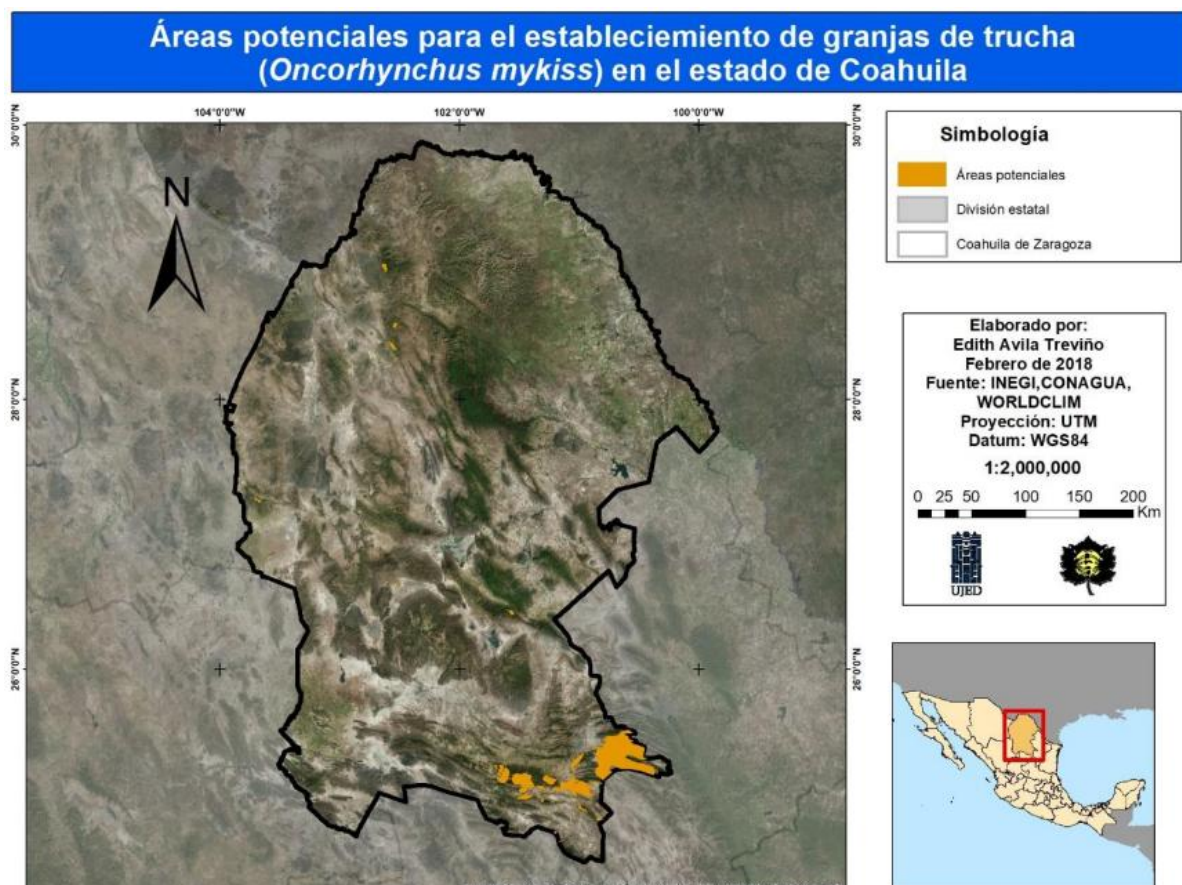 Áreas potenciales para el estableciemiento de granjas de trucha
(Oncorhynchus mykiss) en el estado de Coahuila
104°0'0"W
102°0'0"W
100°0'0"W
30°0'0"N
30°0'0"N
N
28°0'0"N
28°0'0"N
26°0'0"N
26°0'0"N
Simbología
Áreas potenciales
División estatal
Coahuila de Zaragoza
Elaborado por:
Edith Avila Treviño
Febrero de 2018
Fuente: INEGI,CONAGUA,
WORLDCLIM
Proyección: UTM
Datum: WGS84
1:2,000,000
0 25 50 100 150 200
Km
UJED